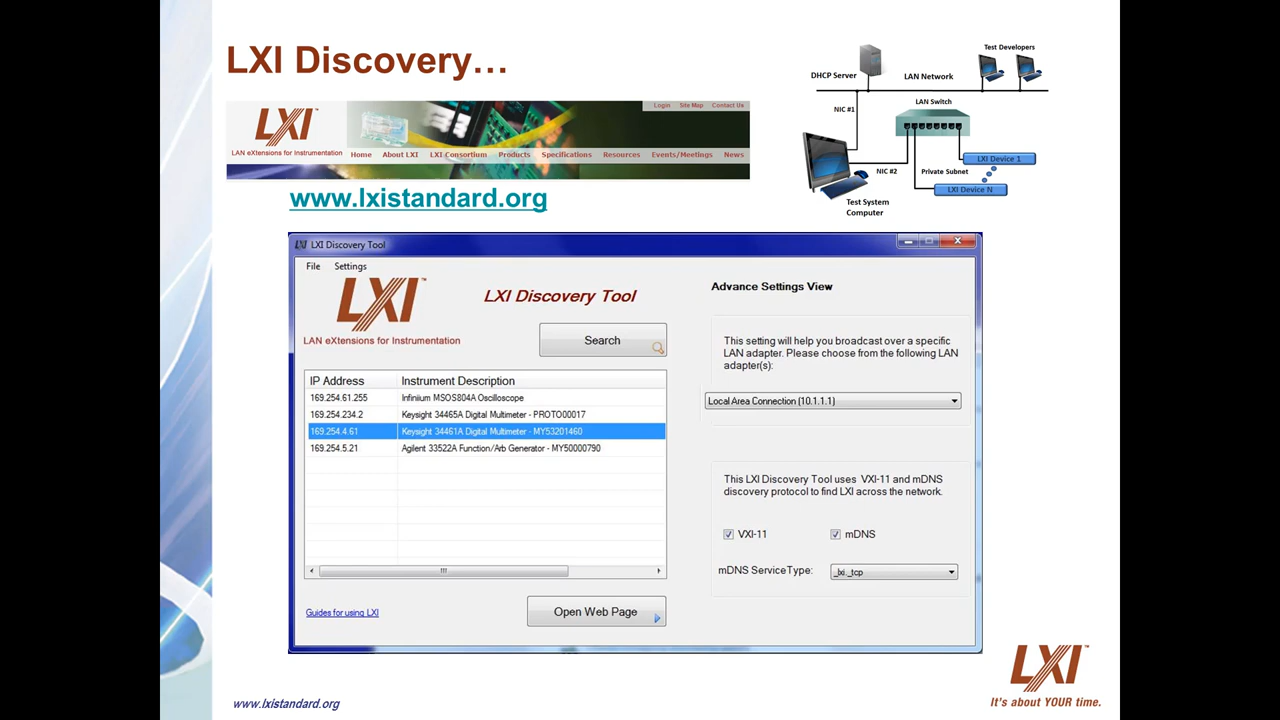 LXI Discovery…
LXI™
LAN eXtensions for Instrumentation
Login Site Map Contact Us
Home About LXI LXI Consortium Products Specifications Resources Events/Meetings News
www.lxistandard.org
Test Developers
DHCP Server
LAN Network
NIC #1
LAN Switch
LXI Device 1
NIC #2
Private Subnet
LXI Device N
Test System
Computer
LXI LXI Discovery Tool
File Settings
LXI™
LAN eXtensions for Instrumentation
LXI Discovery Tool
Search
IP Address Instrument Description
169.254.61.255 Infiniium MSOS804A Oscilloscope
169.254.234.2 Keysight 34465A Digital Multimeter - PROTO00017
169.254.4.61 Keysight 34461A Digital Multimeter - MY53201460
169.254.5.21 Agilent 33522A Function/Arb Generator - MY50000790
Guides for using LXI
Open Web Page
Advance Settings View
This setting will help you broadcast over a specific
LAN adapter. Please choose from the following LAN
adapter(s):
Local Area Connection (10.1.1.1)
This LXI Discovery Tool uses VXI-11 and mDNS
discovery protocol to find LXI across the network.
VXI-11 mDNS
mDNS ServiceType: _lxi._tcp
www.lxistandard.org
LXI™
It's about YOUR time.